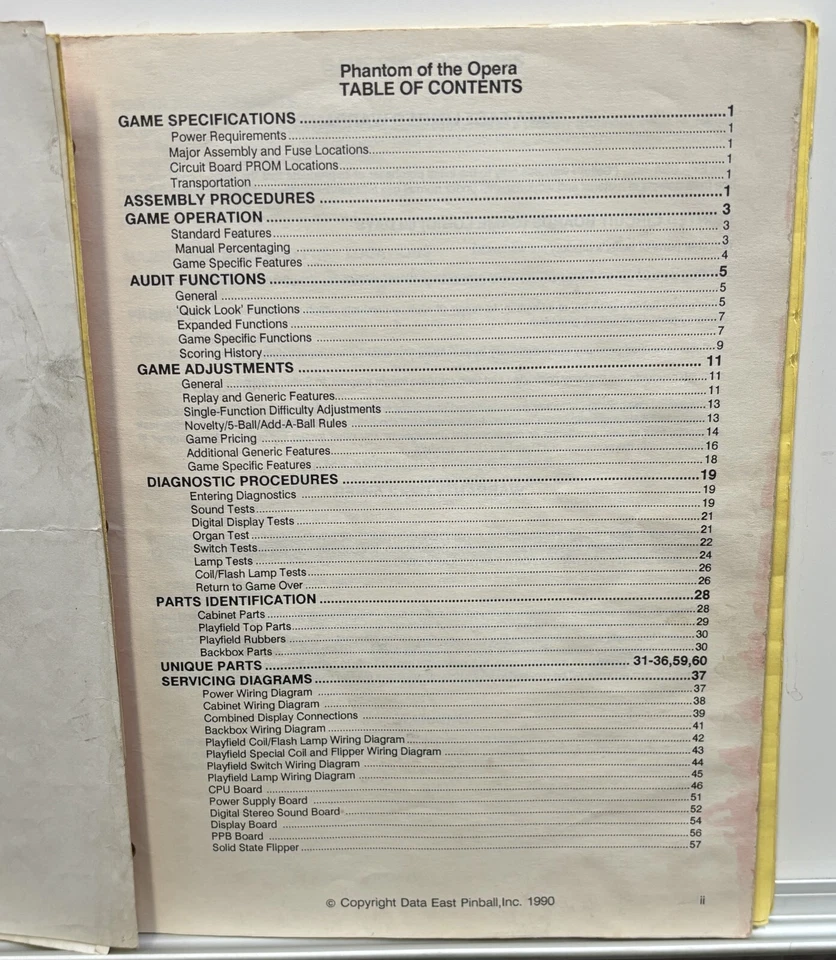 Phantom of the Opera
TABLE OF CONTENTS
GAME SPECIFICATIONS ........ 1
Power Requirements ........ 1
Major Assembly and Fuse Locations ........ 1
Circuit Board PROM Locations ........ 1
Transportation ........ 1
ASSEMBLY PROCEDURES ........ 1
GAME OPERATION ........ 3
Standard Features ........ 3
Manual Percentaging ........ 3
Game Specific Features ........ 4
AUDIT FUNCTIONS ........ 5
General ........ 5
'Quick Look' Functions ........ 5
Expanded Functions ........ 7
Game Specific Functions ........ 7
Scoring History ........ 9
GAME ADJUSTMENTS ........ 11
General ........ 11
Replay and Generic Features ........ 11
Single-Function Difficulty Adjustments ........ 13
Novelty/5-Ball/Add-A-Ball Rules ........ 13
Game Pricing ........ 14
Additional Generic Features ........ 16
Game Specific Features ........ 18
DIAGNOSTIC PROCEDURES ........ 19
Entering Diagnostics ........ 19
Sound Tests ........ 19
Digital Display Tests ........ 21
Organ Test ........ 21
Switch Tests ........ 22
Lamp Tests ........ 24
Coil/Flash Lamp Tests ........ 26
Return to Game Over ........ 26
PARTS IDENTIFICATION ........ 28
Cabinet Parts ........ 28
Playfield Top Parts ........ 29
Playfield Rubbers ........ 30
Backbox Parts ........ 30
UNIQUE PARTS ........ 31-36,59,60
SERVICING DIAGRAMS ........ 37
Power Wiring Diagram ........ 37
Cabinet Wiring Diagram ........ 38
Combined Display Connections ........ 39
Backbox Wiring Diagram ........ 41
Playfield Coil/Flash Lamp Wiring Diagram ........ 42
Playfield Special Coil and Flipper Wiring Diagram ........ 43
Playfield Switch Wiring Diagram ........ 44
Playfield Lamp Wiring Diagram ........ 45
CPU Board ........ 46
Power Supply Board ........ 51
Digital Stereo Sound Board ........ 52
Display Board ........ 54
PPB Board ........ 56
Solid State Flipper ........ 57
© Copyright Data East Pinball,Inc. 1990
ii